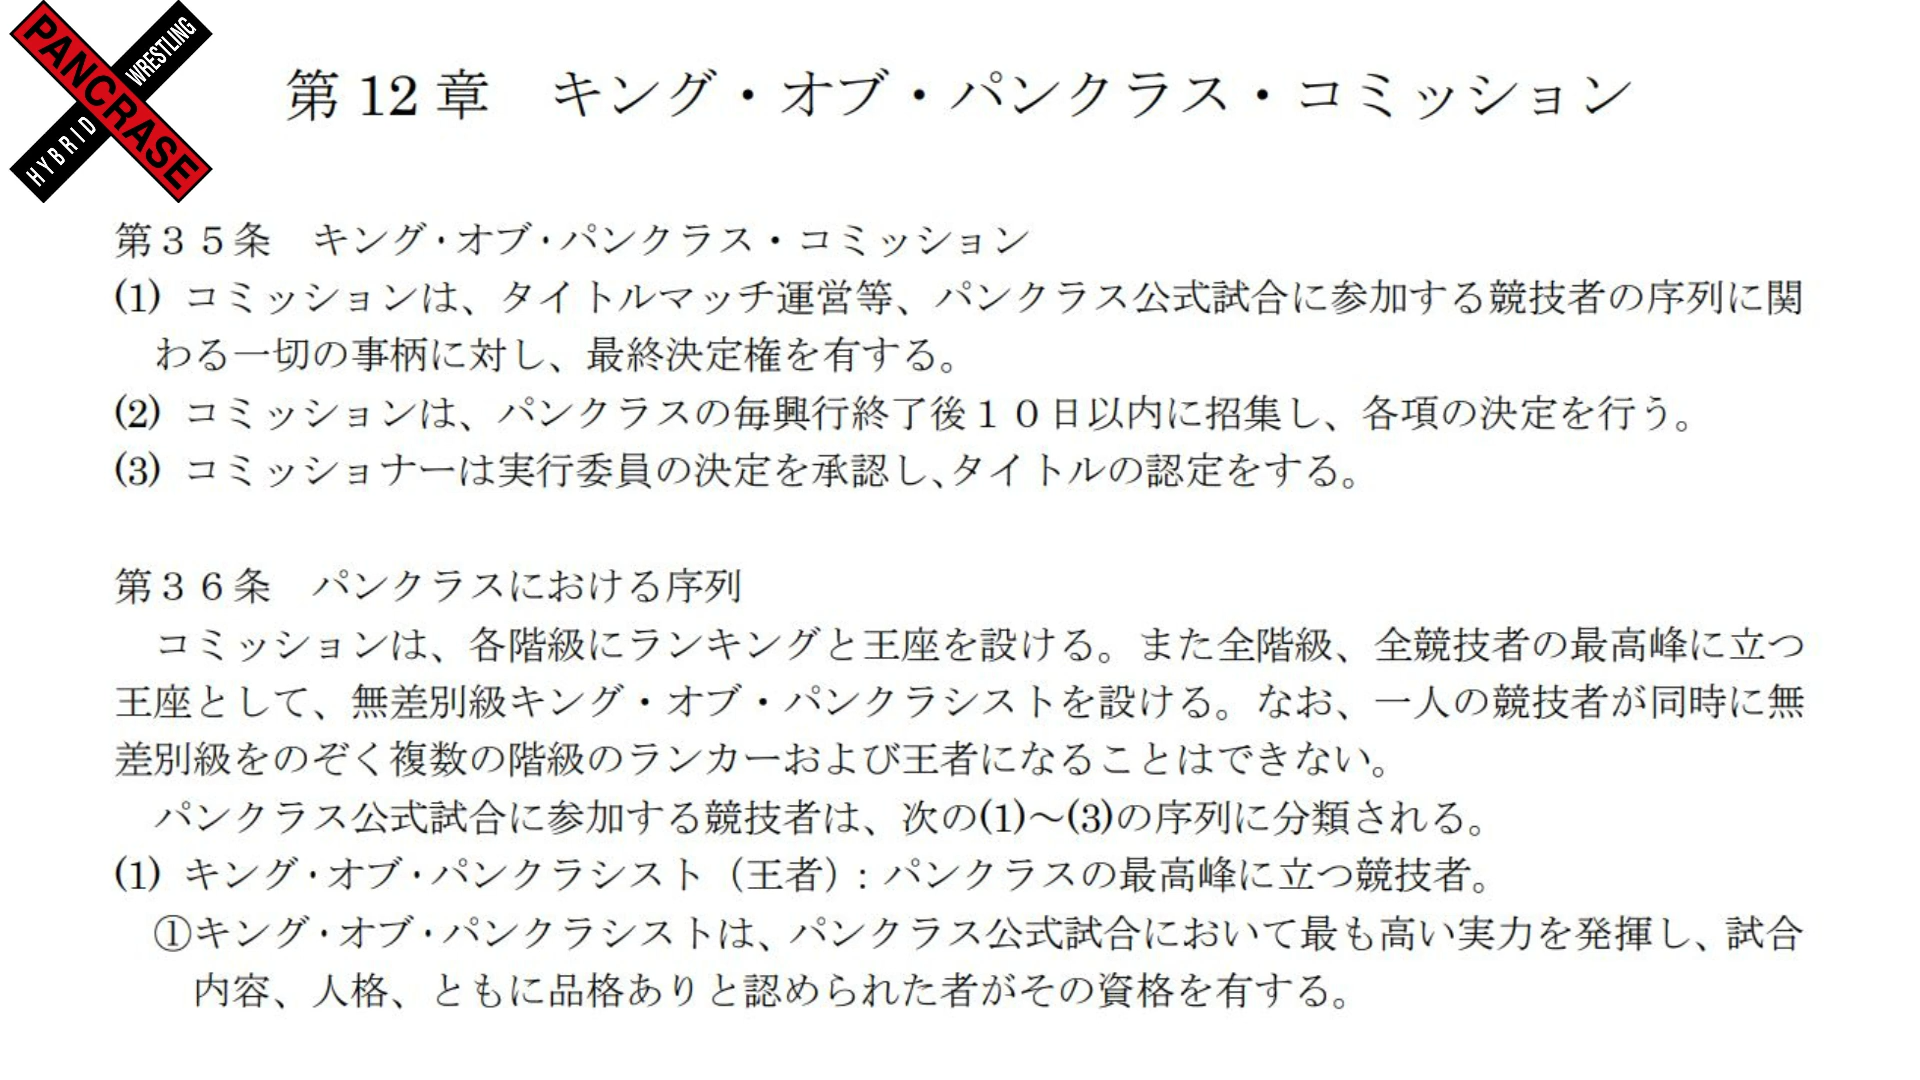 PANCRASE
HYBRID WRESTLING
第12章　キング・オブ・パンクラス・コミッション
第３５条　キング・オブ・パンクラス・コミッション
(1) コミッションは、タイトルマッチ運営等、パンクラス公式試合に参加する競技者の序列に関
わる一切の事柄に対し、最終決定権を有する。
(2) コミッションは、パンクラスの毎興行終了後１０日以内に招集し、各項の決定を行う。
(3) コミッショナーは実行委員の決定を承認し、タイトルの認定をする。
第３６条　パンクラスにおける序列
コミッションは、各階級にランキングと王座を設ける。また全階級、全競技者の最高峰に立つ
王座として、無差別級キング・オブ・パンクラシストを設ける。なお、一人の競技者が同時に無
差別級をのぞく複数の階級のランカーおよび王者になることはできない。
パンクラス公式試合に参加する競技者は、次の(1)～(3)の序列に分類される。
(1) キング・オブ・パンクラシスト（王者）: パンクラスの最高峰に立つ競技者。
①キング・オブ・パンクラシストは、パンクラス公式試合において最も高い実力を発揮し、試合
内容、人格、ともに品格ありと認められた者がその資格を有する。